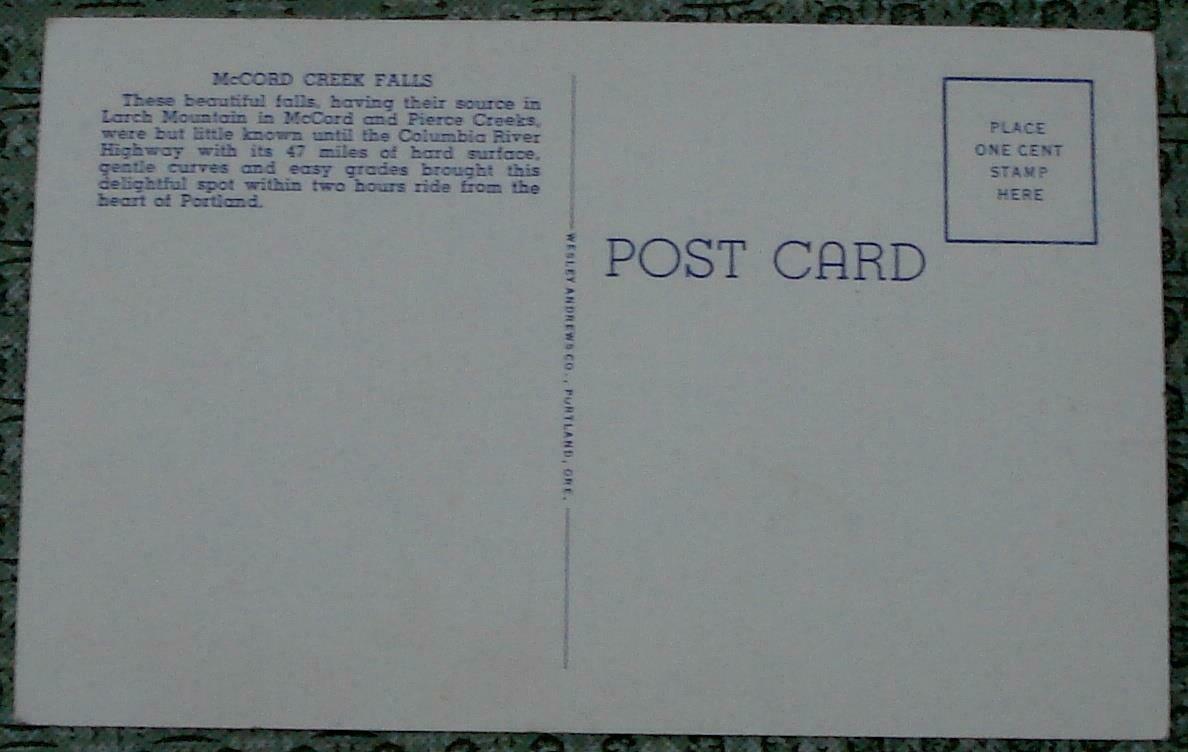 McCORD CREEK FALLS
These beautiful falls, having their source in
Larch Mountain in McCord and Pierce Creeks,
were but little known until the Columbia River
Highway with its 47 miles of hard surface,
gentle curves and easy grades brought this
delightful spot within two hours ride from the
heart of Portland.
WESLEY ANDREWS CO., PORTLAND, ORE.
POST CARD
PLACE
ONE CENT
STAMP
HERE